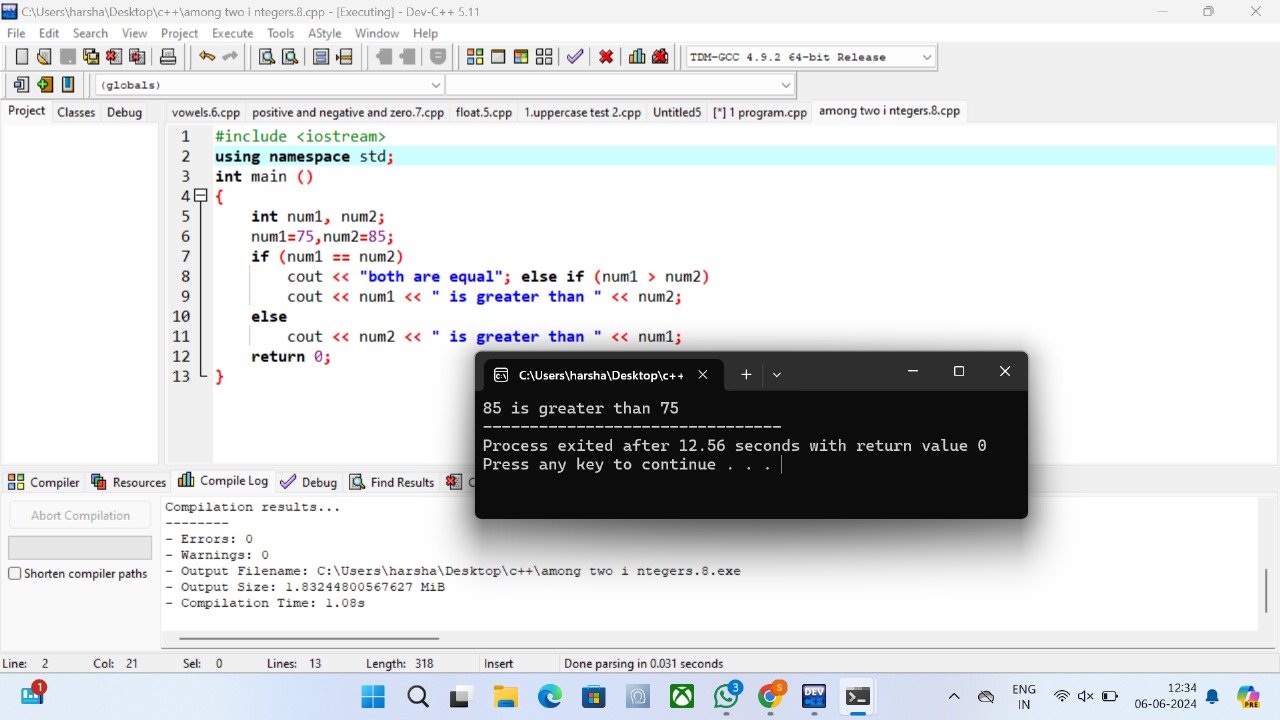 C:\Users\harsha\Desktop\c++\among two i ntegers.8.cpp - [Executing] - Dev-C++ 5.11
File Edit Search View Project Execute Tools AStyle Window Help
TDM-GCC 4.9.2 64-bit Release
(globals)
Project Classes Debug
vowels.6.cpp positive and negative and zero.7.cpp float.5.cpp 1.uppercase test 2.cpp Untitled5 [*] 1 program.cpp among two i ntegers.8.cpp
1 #include <iostream>
2 using namespace std;
3 int main ()
4 {
5 int num1, num2;
6 num1=75,num2=85;
7 if (num1 == num2)
8 cout << "both are equal"; else if (num1 > num2)
9 cout << num1 << " is greater than " << num2;
10 else
11 cout << num2 << " is greater than " << num1;
12 return 0;
13 }
C:\Users\harsha\Desktop\c++
85 is greater than 75
--------------------------------
Process exited after 12.56 seconds with return value 0
Press any key to continue . . .
Compiler Resources Compile Log Debug Find Results
Abort Compilation
Shorten compiler paths
Compilation results...
--------
- Errors: 0
- Warnings: 0
- Output Filename: C:\Users\harsha\Desktop\c++\among two i ntegers.8.exe
- Output Size: 1.83244800567627 MiB
- Compilation Time: 1.08s
Line: 2 Col: 21 Sel: 0 Lines: 13 Length: 318 Insert Done parsing in 0.031 seconds
1
3
S
DEV
ENG
IN
12:34
06-06-2024
PRE